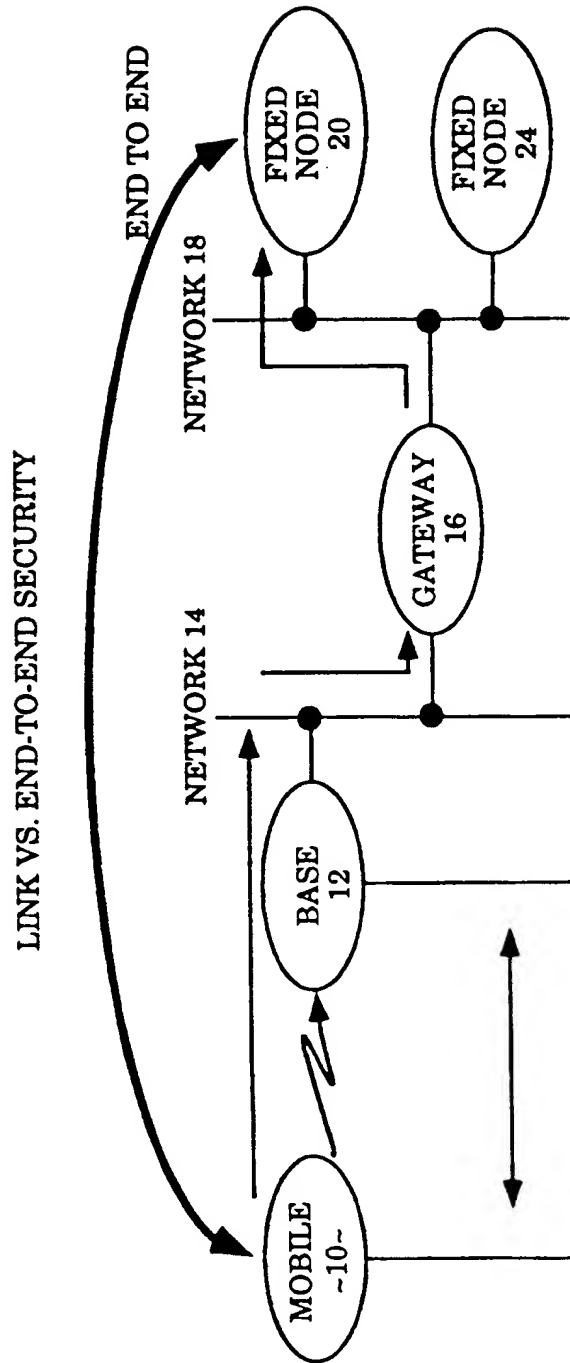 LINK VS. END-TO-END SECURITY
END TO END
NETWORK 14
NETWORK 18
MOBILE
~10~
BASE
12
GATEWAY
16
FIXED
NODE
20
FIXED
NODE
24